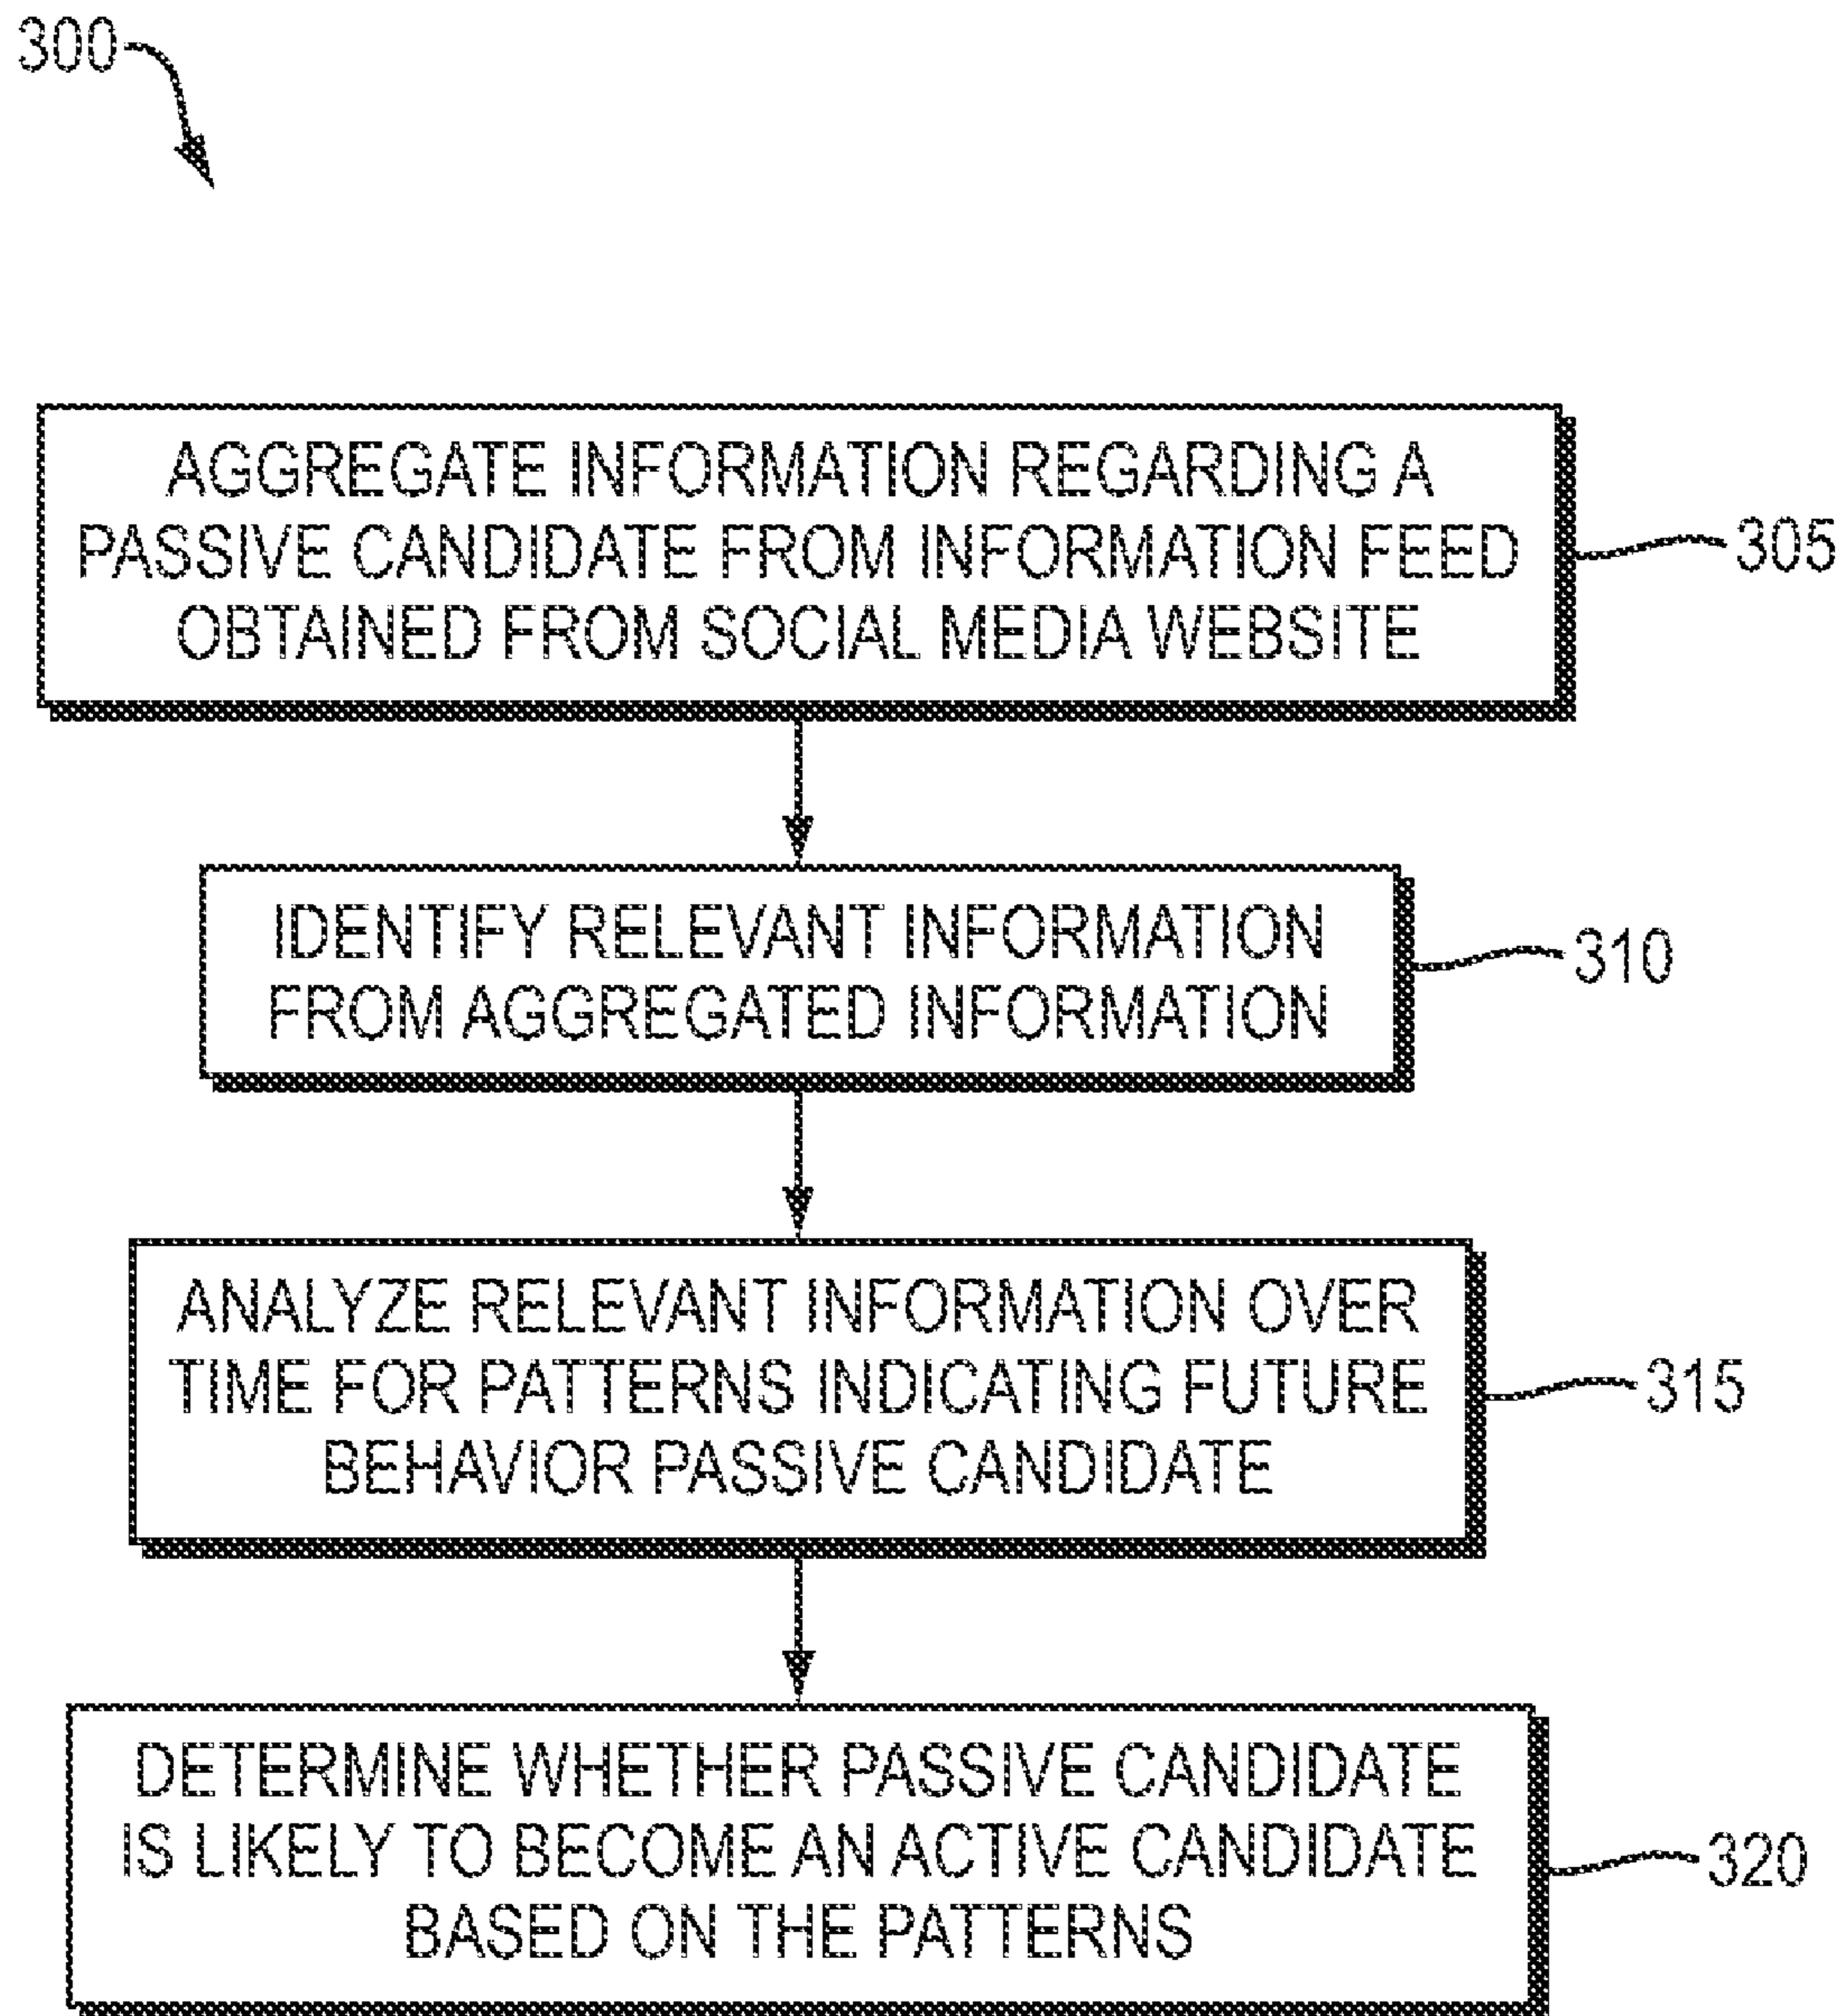 300
AGGREGATE INFORMATION REGARDING A
PASSIVE CANDIDATE FROM INFORMATION FEED
OBTAINED FROM SOCIAL MEDIA WEBSITE
305
IDENTIFY RELEVANT INFORMATION
FROM AGGREGATED INFORMATION
310
ANALYZE RELEVANT INFORMATION OVER
TIME FOR PATTERNS INDICATING FUTURE
BEHAVIOR PASSIVE CANDIDATE
315
DETERMINE WHETHER PASSIVE CANDIDATE
IS LIKELY TO BECOME AN ACTIVE CANDIDATE
BASED ON THE PATTERNS
320